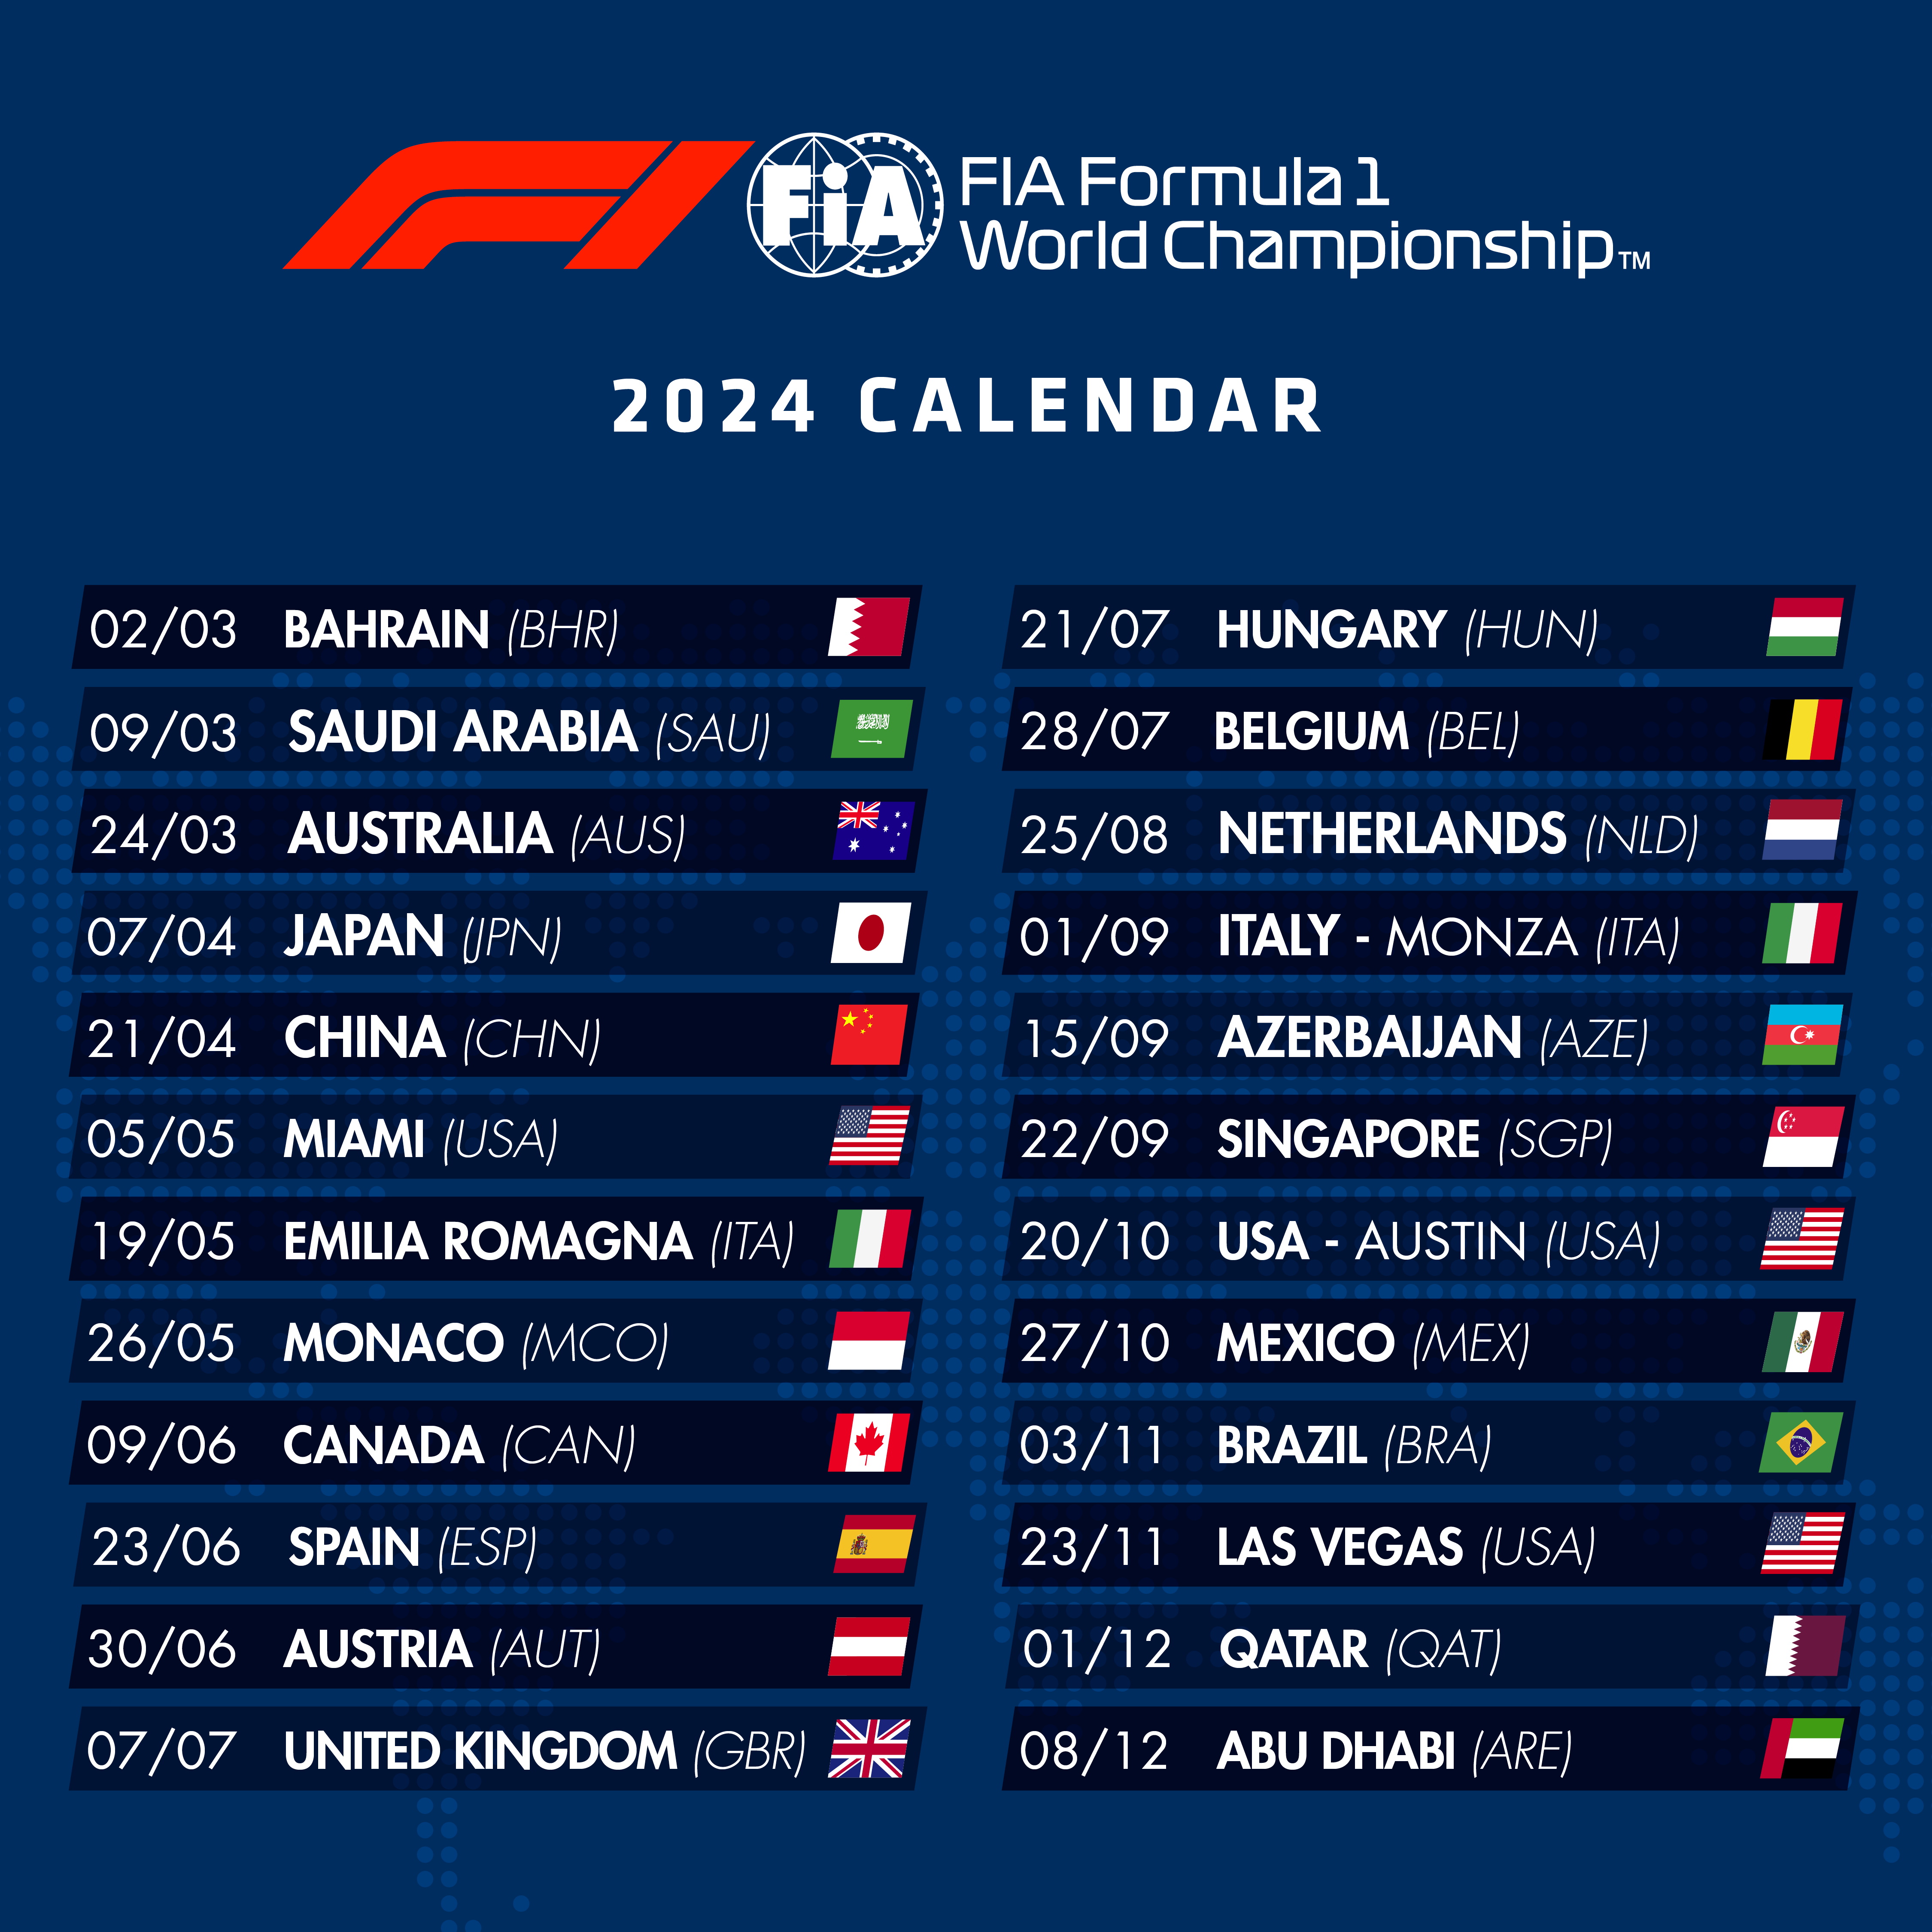 F1 FIA FIA Formula 1
World Championship™
2024 CALENDAR
02/03 BAHRAIN (BHR)
09/03 SAUDI ARABIA (SAU)
24/03 AUSTRALIA (AUS)
07/04 JAPAN (JPN)
21/04 CHINA (CHN)
05/05 MIAMI (USA)
19/05 EMILIA ROMAGNA (ITA)
26/05 MONACO (MCO)
09/06 CANADA (CAN)
23/06 SPAIN (ESP)
30/06 AUSTRIA (AUT)
07/07 UNITED KINGDOM (GBR)
21/07 HUNGARY (HUN)
28/07 BELGIUM (BEL)
25/08 NETHERLANDS (NLD)
01/09 ITALY - MONZA (ITA)
15/09 AZERBAIJAN (AZE)
22/09 SINGAPORE (SGP)
20/10 USA - AUSTIN (USA)
27/10 MEXICO (MEX)
03/11 BRAZIL (BRA)
23/11 LAS VEGAS (USA)
01/12 QATAR (QAT)
08/12 ABU DHABI (ARE)